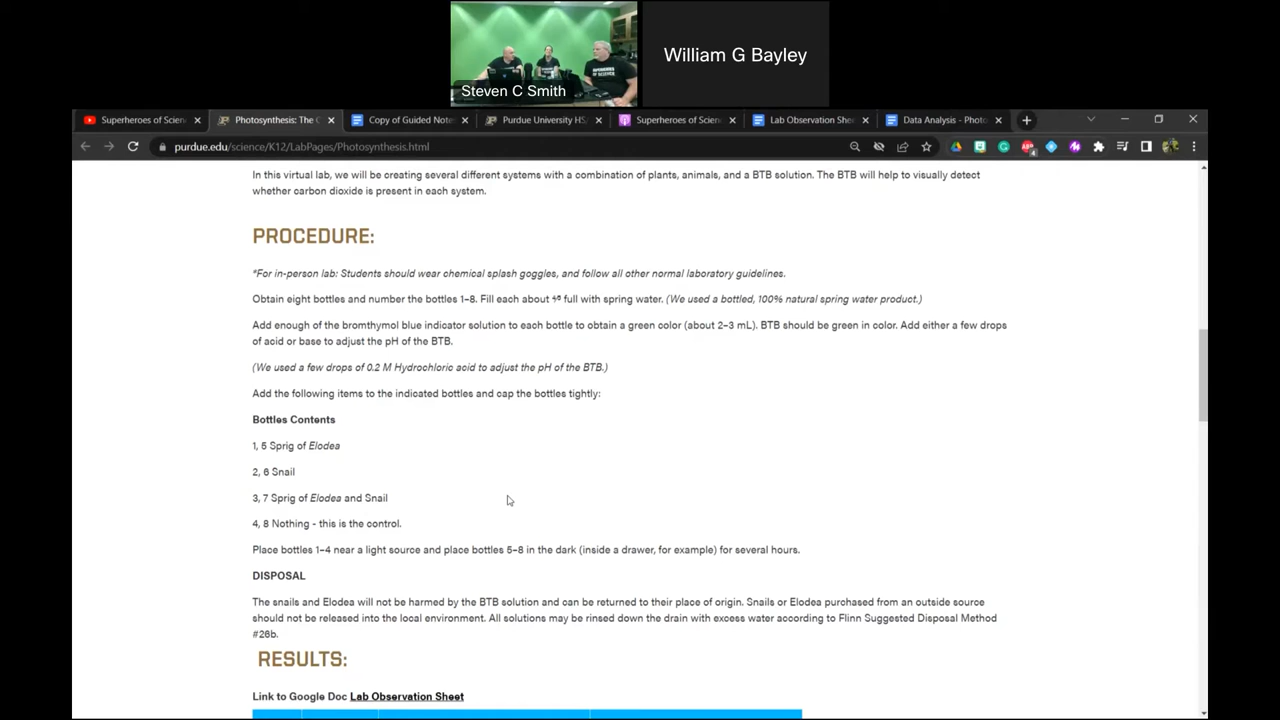 Steven C Smith
William G Bayley
Superheroes of Scien
Photosynthesis: The C
Copy of Guided Note
Purdue University HS
Superheroes of Scien
Lab Observation Shee
Data Analysis - Photo
purdue.edu/science/K12/LabPages/Photosynthesis.html
In this virtual lab, we will be creating several different systems with a combination of plants, animals, and a BTB solution. The BTB will help to visually detect
whether carbon dioxide is present in each system.
PROCEDURE:
*For in-person lab: Students should wear chemical splash goggles, and follow all other normal laboratory guidelines.
Obtain eight bottles and number the bottles 1–8. Fill each about full with spring water. (We used a bottled, 100% natural spring water product.)
Add enough of the bromthymol blue indicator solution to each bottle to obtain a green color (about 2–3 mL). BTB should be green in color. Add either a few drops
of acid or base to adjust the pH of the BTB.
(We used a few drops of 0.2 M Hydrochloric acid to adjust the pH of the BTB.)
Add the following items to the indicated bottles and cap the bottles tightly:
Bottles Contents
1, 5 Sprig of Elodea
2, 6 Snail
3, 7 Sprig of Elodea and Snail
4, 8 Nothing - this is the control.
Place bottles 1–4 near a light source and place bottles 5–8 in the dark (inside a drawer, for example) for several hours.
DISPOSAL
The snails and Elodea will not be harmed by the BTB solution and can be returned to their place of origin. Snails or Elodea purchased from an outside source
should not be released into the local environment. All solutions may be rinsed down the drain with excess water according to Flinn Suggested Disposal Method
#26b.
RESULTS:
Link to Google Doc Lab Observation Sheet